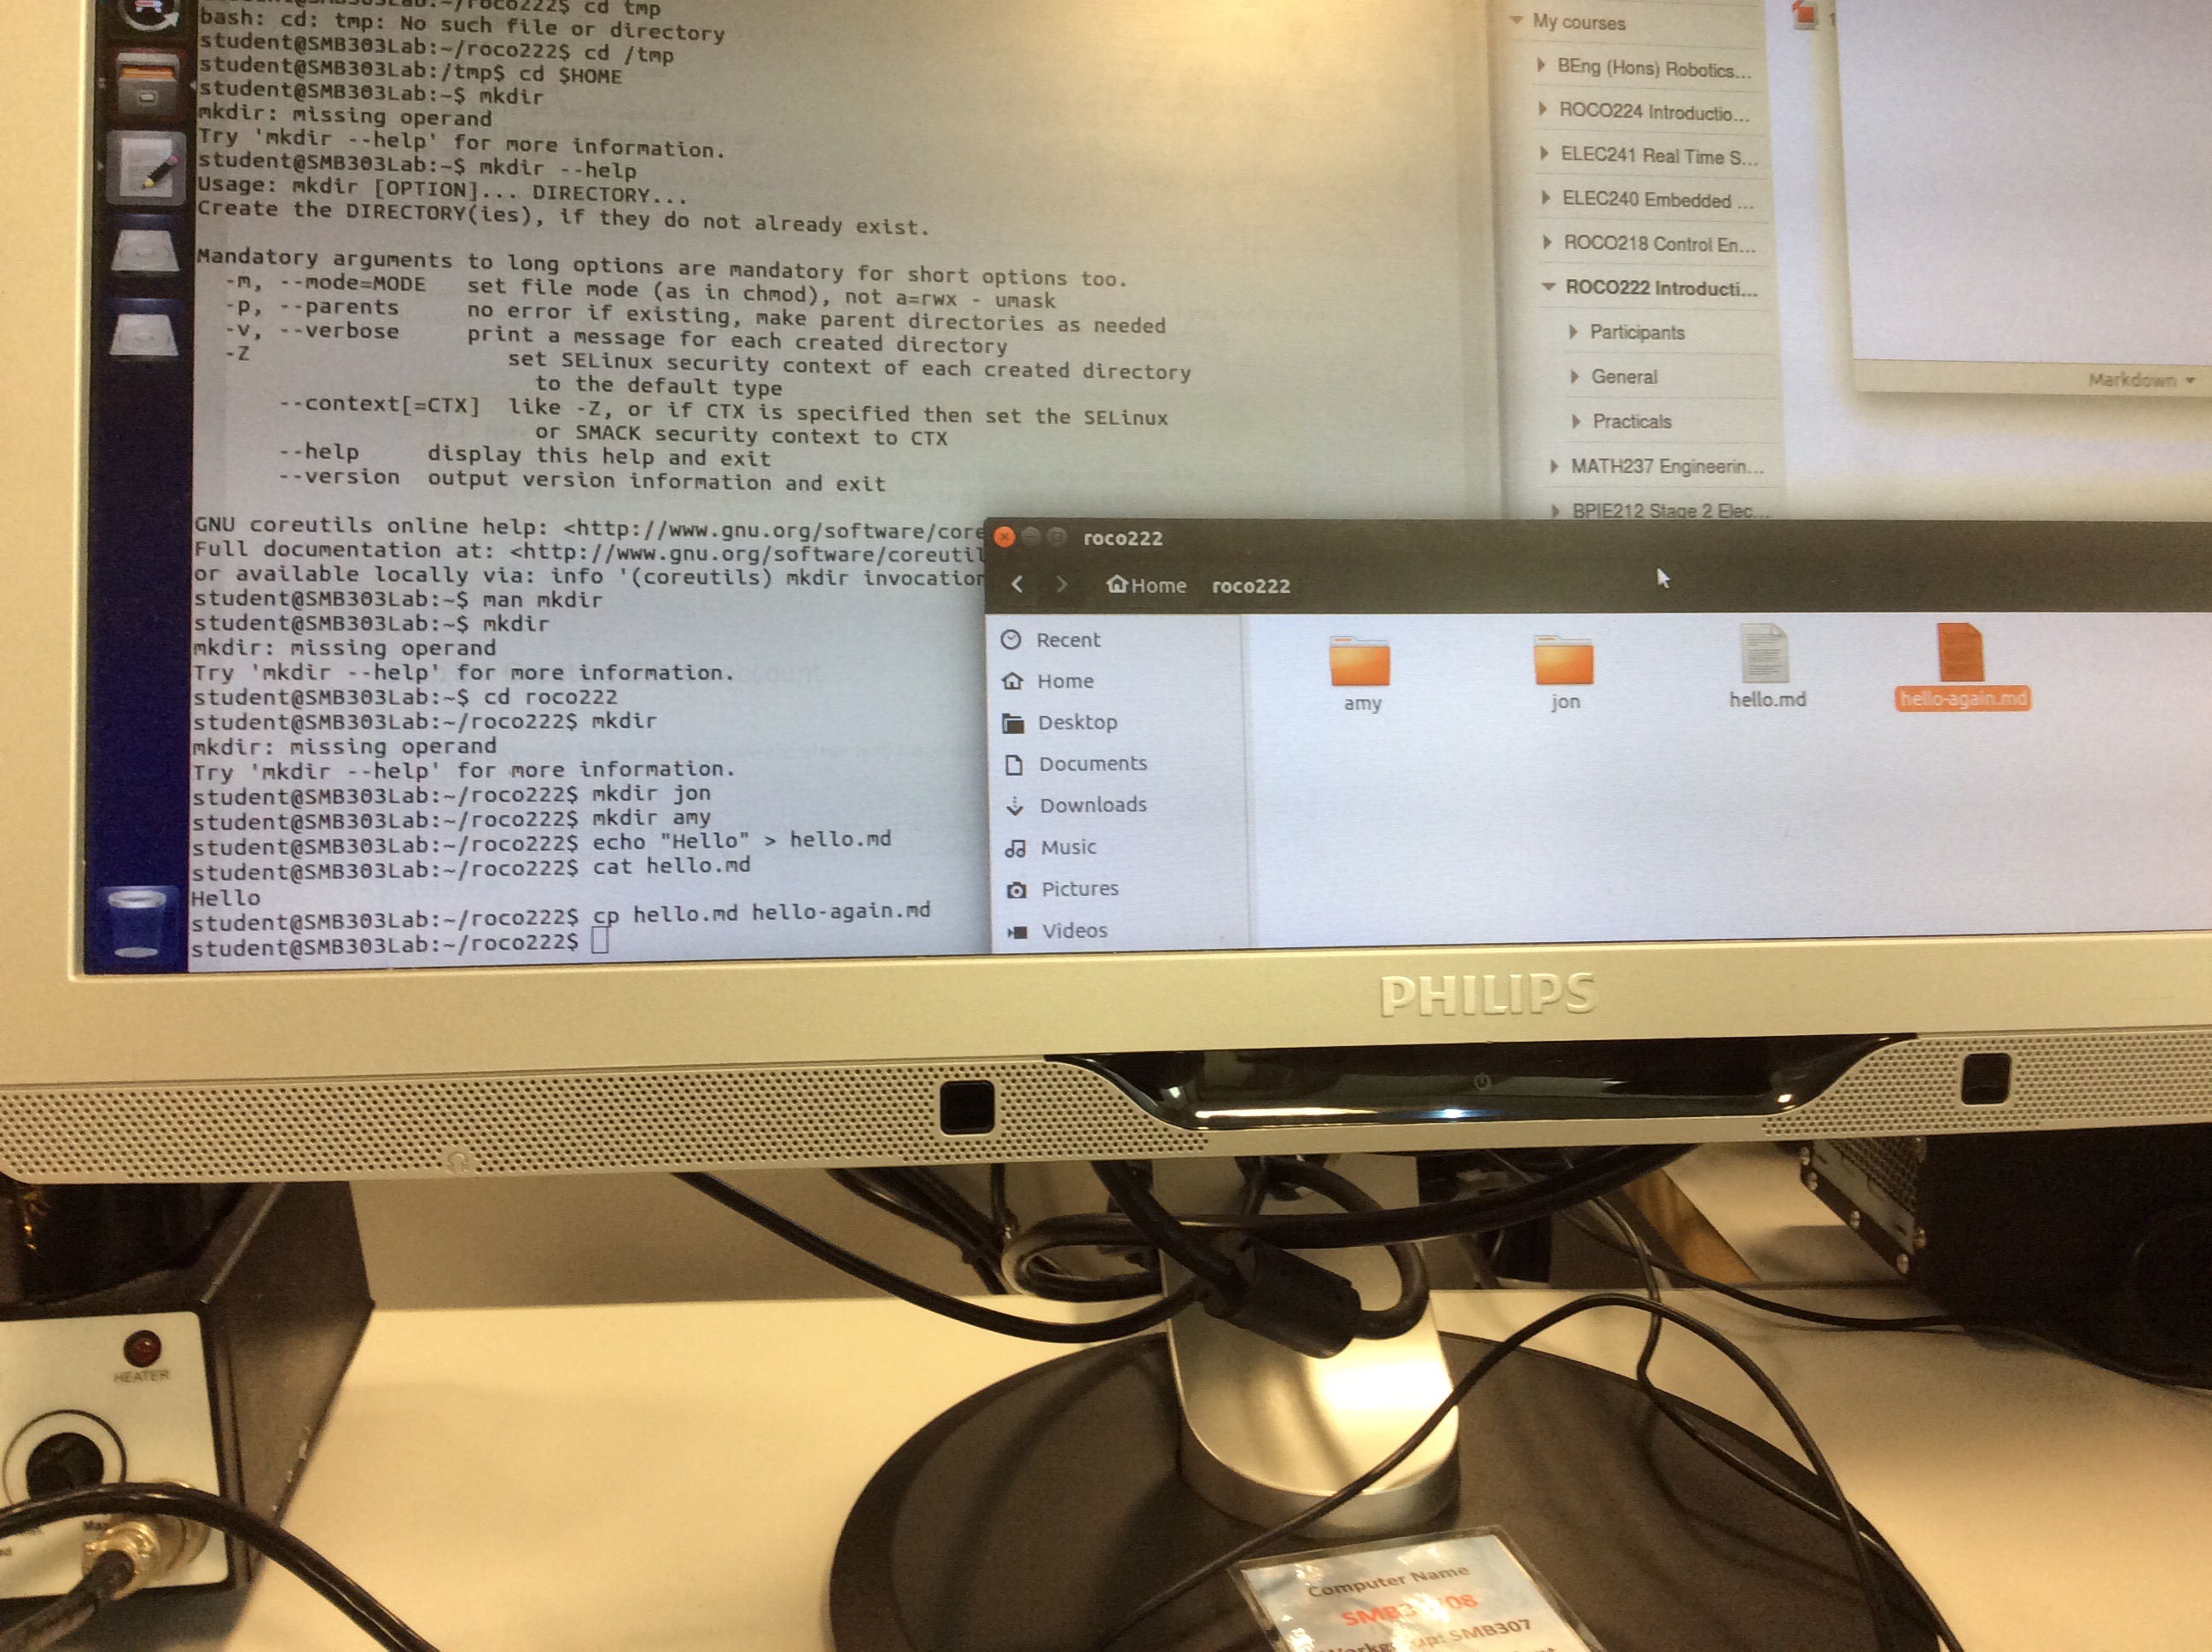 student@SMB303Lab:~/roco222$ cd tmp
bash: cd: tmp: No such file or directory
student@SMB303Lab:~/roco222$ cd /tmp
student@SMB303Lab:/tmp$ cd $HOME
student@SMB303Lab:~$ mkdir
mkdir: missing operand
Try 'mkdir --help' for more information.
student@SMB303Lab:~$ mkdir --help
Usage: mkdir [OPTION]... DIRECTORY...
Create the DIRECTORY(ies), if they do not already exist.
Mandatory arguments to long options are mandatory for short options too.
-m, --mode=MODE set file mode (as in chmod), not a=rwx - umask
-p, --parents no error if existing, make parent directories as needed
-v, --verbose print a message for each created directory
-Z set SELinux security context of each created directory
to the default type
--context[=CTX] like -Z, or if CTX is specified then set the SELinux
or SMACK security context to CTX
--help display this help and exit
--version output version information and exit
GNU coreutils online help: <http://www.gnu.org/software/core
Full documentation at: <http://www.gnu.org/software/coreutil
or available locally via: info '(coreutils) mkdir invocation
student@SMB303Lab:~$ man mkdir
student@SMB303Lab:~$ mkdir
mkdir: missing operand
Try 'mkdir --help' for more information.
student@SMB303Lab:~$ cd roco222
student@SMB303Lab:~/roco222$ mkdir
mkdir: missing operand
Try 'mkdir --help' for more information.
student@SMB303Lab:~/roco222$ mkdir jon
student@SMB303Lab:~/roco222$ mkdir amy
student@SMB303Lab:~/roco222$ echo "Hello" > hello.md
student@SMB303Lab:~/roco222$ cat hello.md
Hello
student@SMB303Lab:~/roco222$ cp hello.md hello-again.md
student@SMB303Lab:~/roco222$
My courses
BEng (Hons) Robotics...
ROCO224 Introductio...
ELEC241 Real Time S...
ELEC240 Embedded ...
ROCO218 Control En...
ROCO222 Introducti...
Participants
General
Practicals
MATH237 Engineerin...
BPIE212 Stage 2 Elec...
Markdown
roco222
Home roco222
Recent
Home
Desktop
Documents
Downloads
Music
Pictures
Videos
amy
jon
hello.md
hello-again.md
PHILIPS
HEATER
Computer Name
Workgroup: SMB307